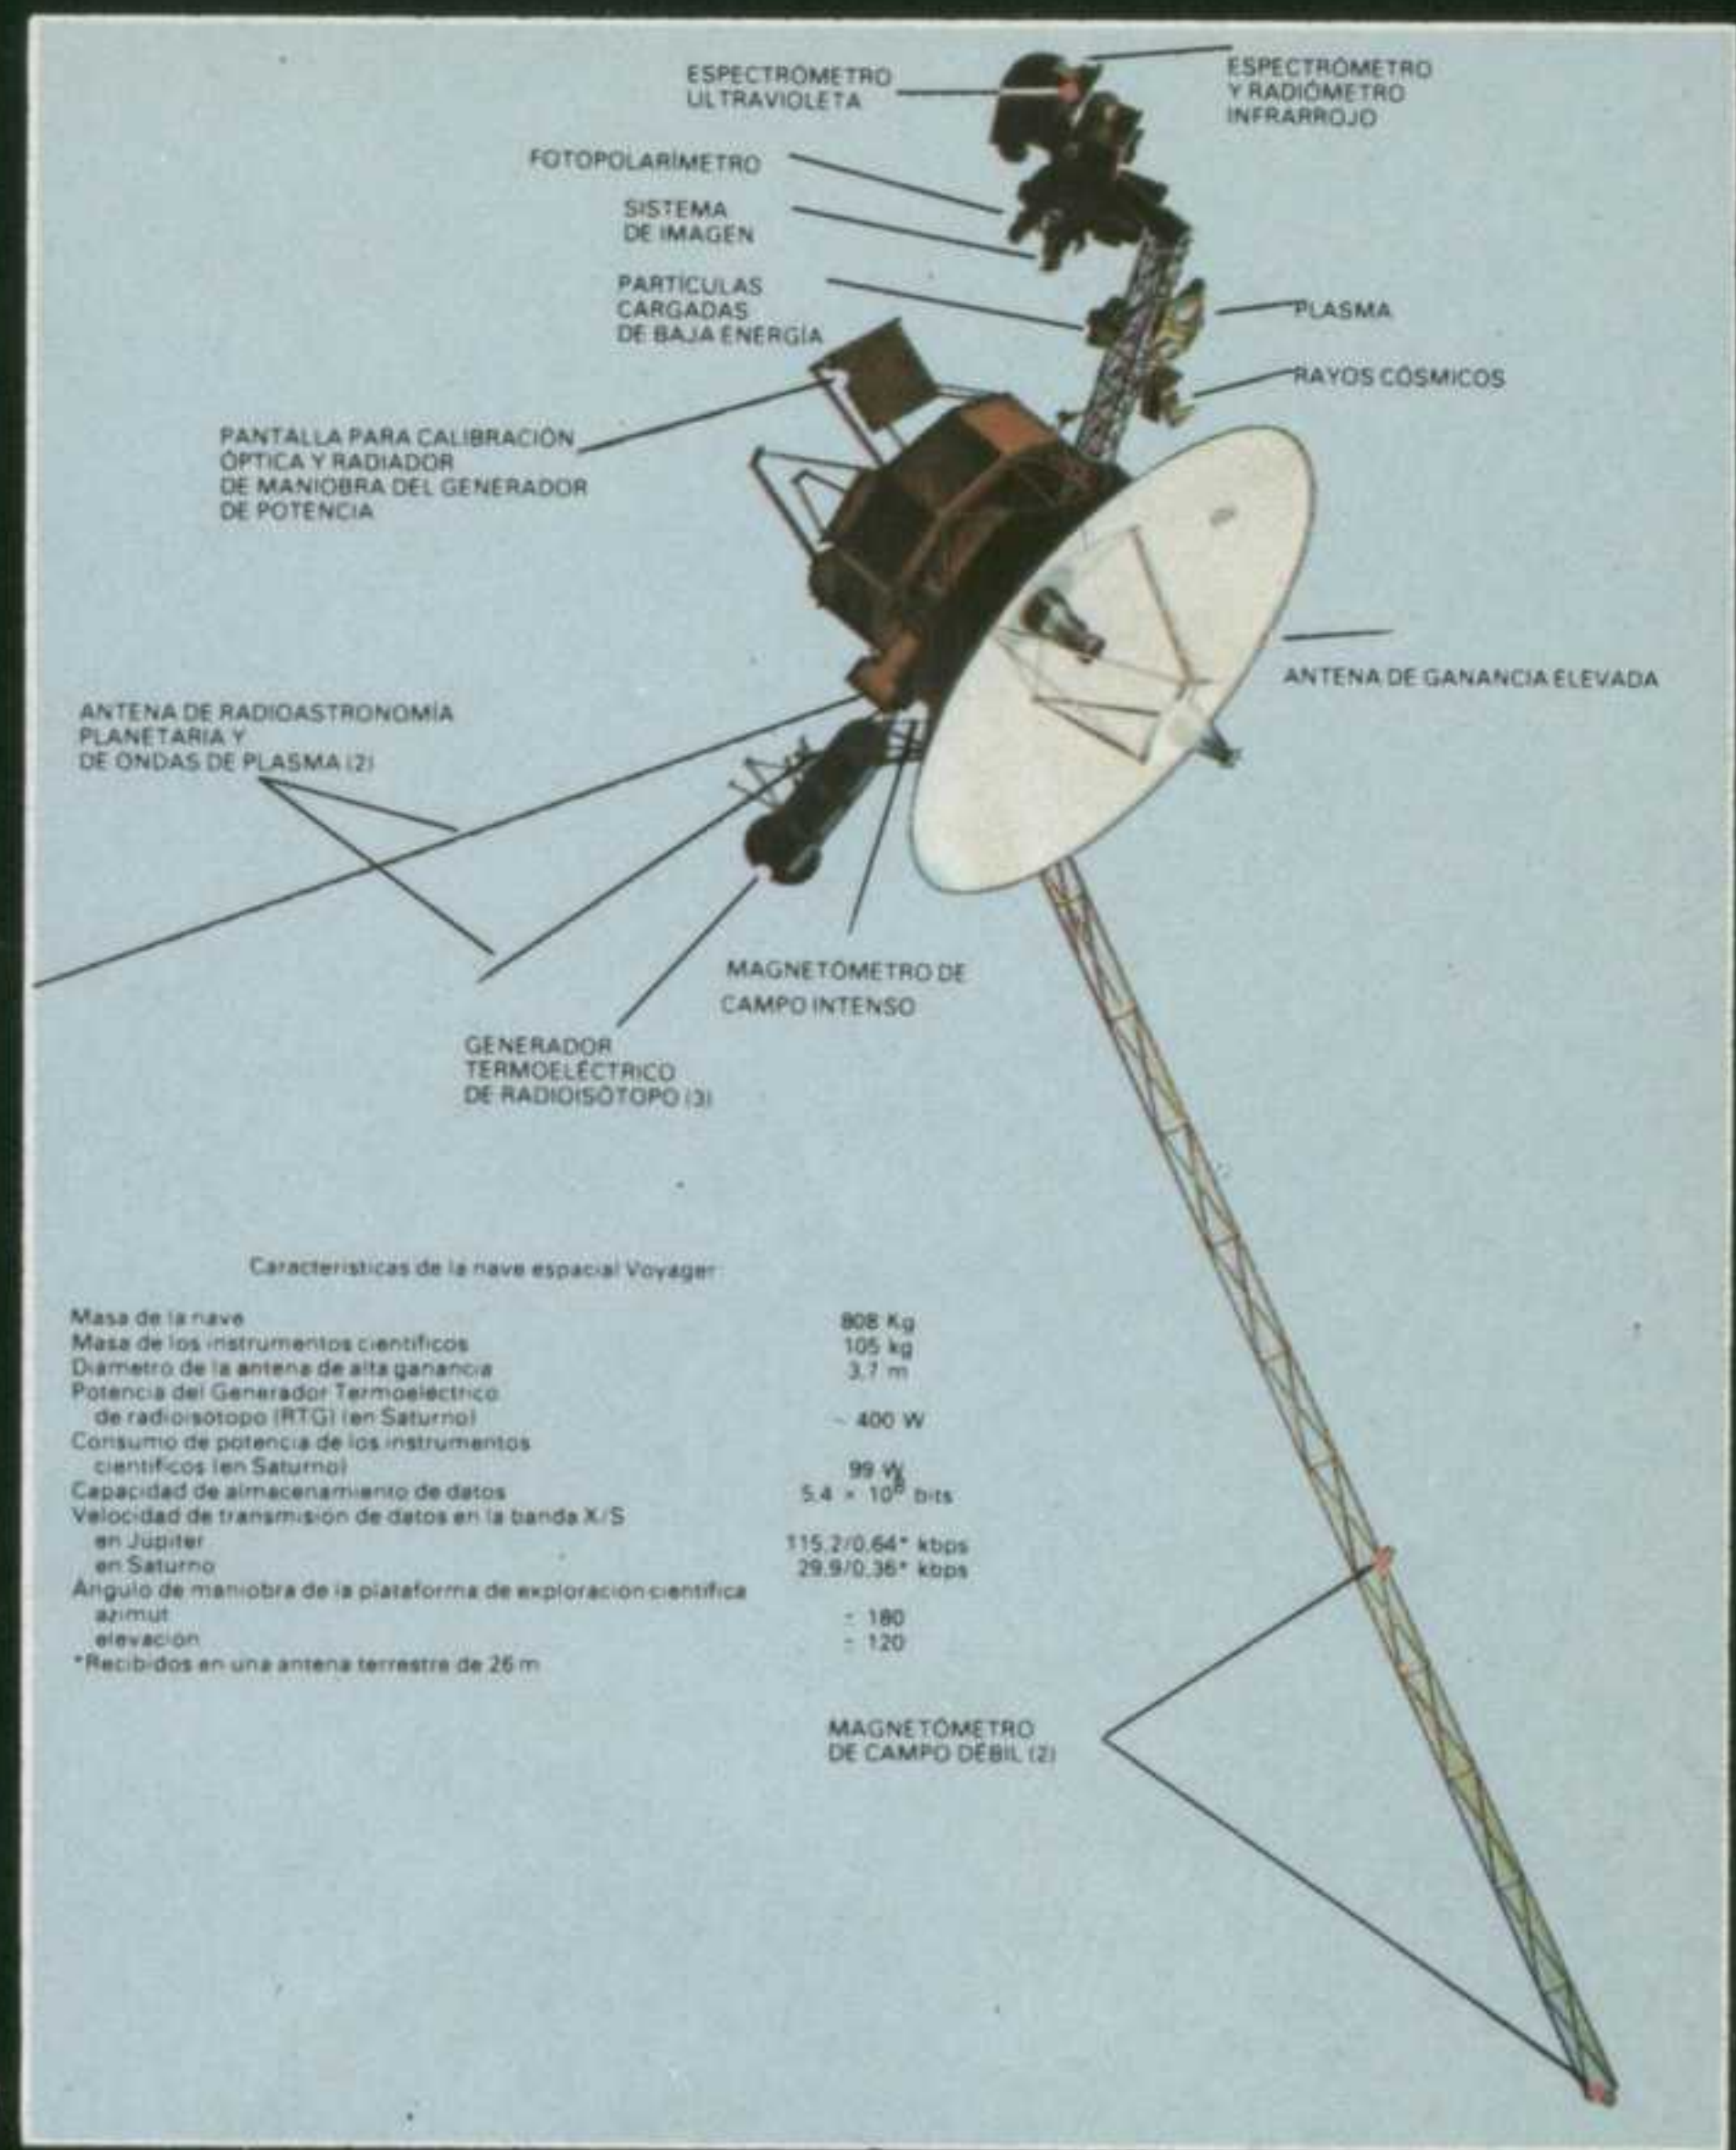 ESPECTRÓMETRO
ULTRAVIOLETA
ESPECTRÓMETRO
Y RADIÓMETRO
INFRARROJO
FOTOPOLARÍMETRO
SISTEMA
DE IMAGEN
PARTÍCULAS
CARGADAS
DE BAJA ENERGÍA
PLASMA
RAYOS CÓSMICOS
PANTALLA PARA CALIBRACIÓN
ÓPTICA Y RADIADOR
DE MANIOBRA DEL GENERADOR
DE POTENCIA
ANTENA DE GANANCIA ELEVADA
ANTENA DE RADIOASTRONOMÍA
PLANETARIA Y
DE ONDAS DE PLASMA (2)
MAGNETÓMETRO DE
CAMPO INTENSO
GENERADOR
TERMOELÉCTRICO
DE RADIOISÓTOPO (3)
Características de la nave espacial Voyager
Masa de la nave 808 Kg
Masa de los instrumentos científicos 105 kg
Diámetro de la antena de alta ganancia 3,7 m
Potencia del Generador Termoeléctrico
de radioisótopo (RTG) (en Saturno) ~ 400 W
Consumo de potencia de los instrumentos
científicos (en Saturno) 99 W
Capacidad de almacenamiento de datos 5,4 × 10⁸ bits
Velocidad de transmisión de datos en la banda X/S
en Júpiter 115,2/0,64* kbps
en Saturno 29,9/0,36* kbps
Ángulo de maniobra de la plataforma de exploración científica
azimut 180
elevación 120
*Recibidos en una antena terrestre de 26 m
MAGNETÓMETRO
DE CAMPO DÉBIL (2)